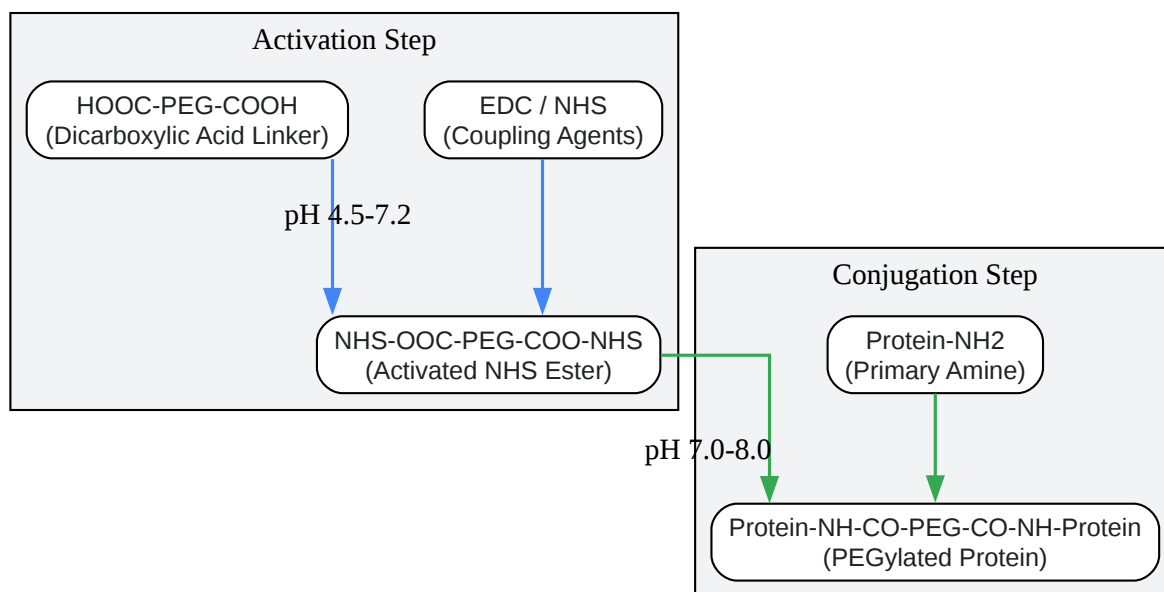 Activation Step
HOOC-PEG-COOH
(Dicarboxylic Acid Linker)
EDC / NHS
(Coupling Agents)
pH 4.5-7.2
NHS-OOC-PEG-COO-NHS
(Activated NHS Ester)
Conjugation Step
Protein-NH2
(Primary Amine)
pH 7.0-8.0
Protein-NH-CO-PEG-CO-NH-Protein
(PEGylated Protein)